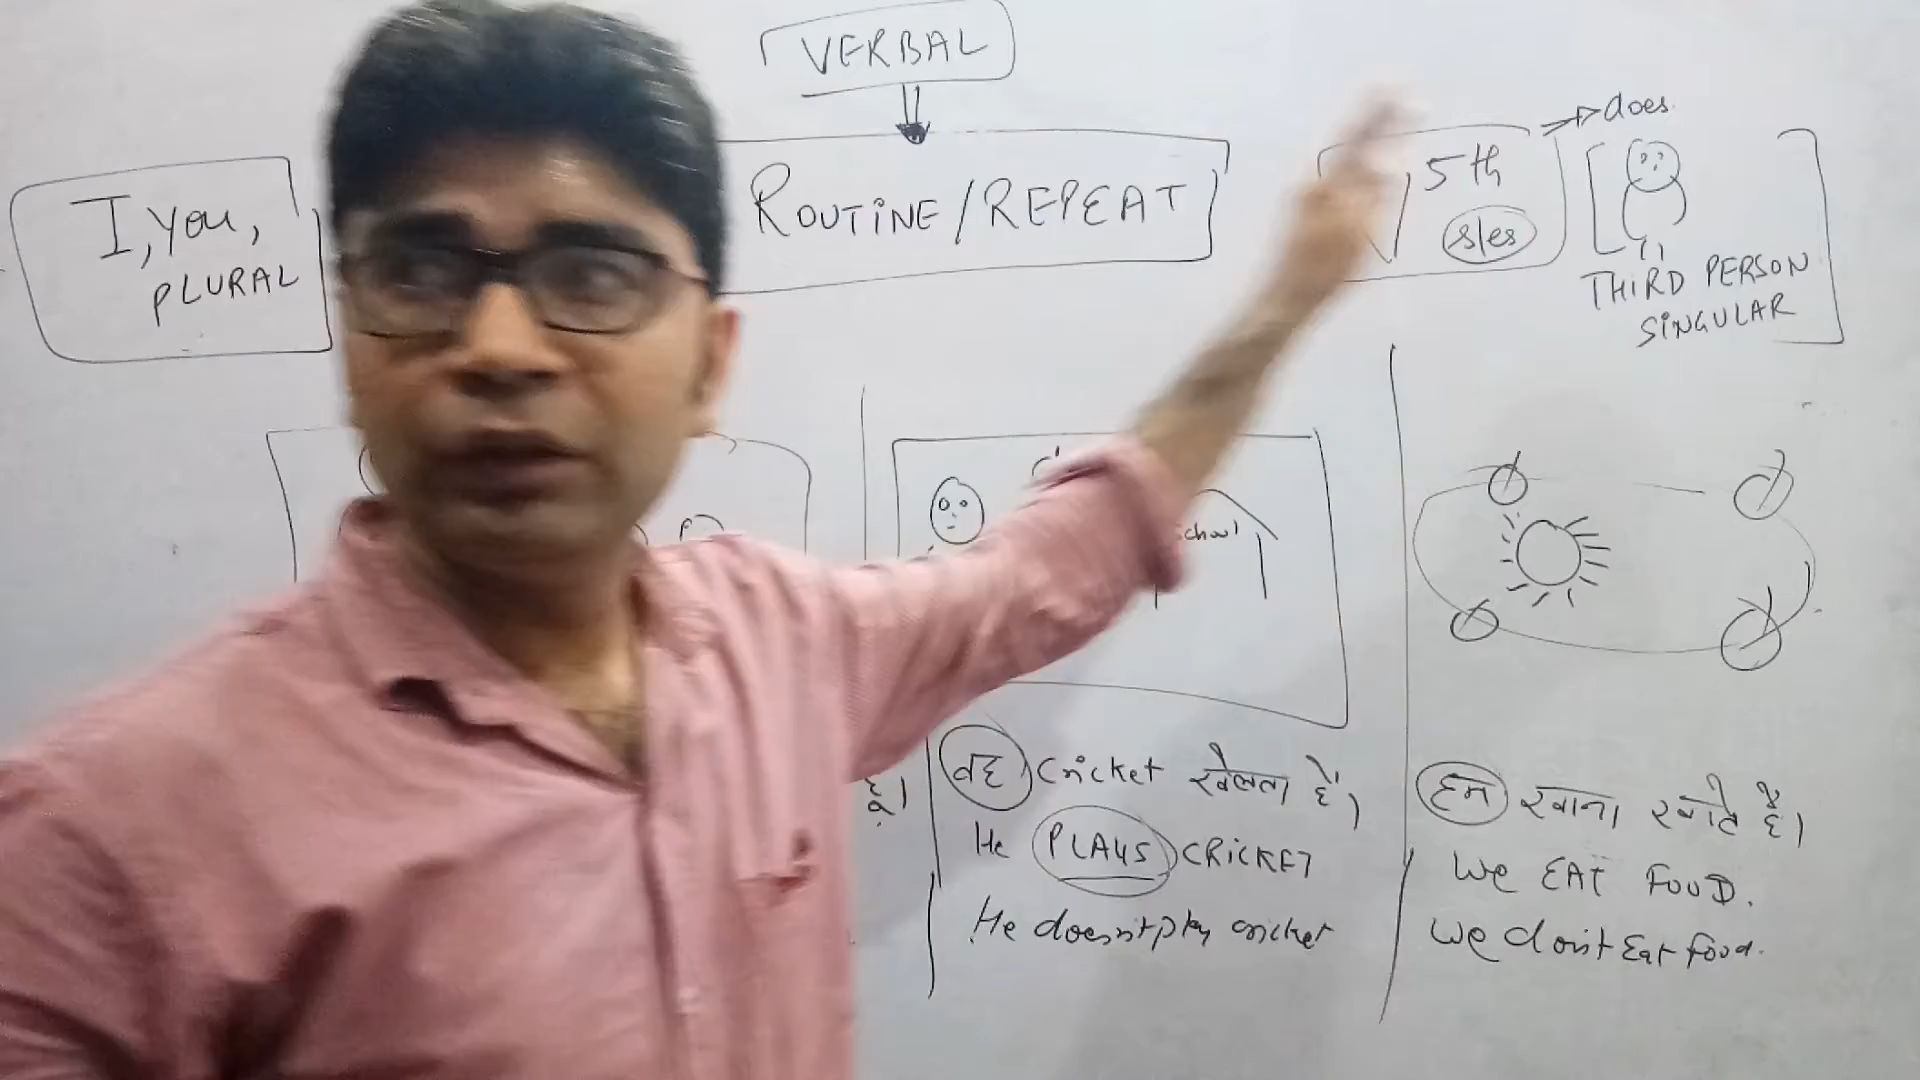 VERBAL
I, you,
PLURAL
ROUTINE/REPEAT
V 5th
s/es
does
THIRD PERSON
SINGULAR
chool
हूं।
वह cricket खेलता है।
He PLAYS CRICKET
He doesn't play cricket
हम खाना खाते हैं।
We EAT FOOD.
We don't Eat food.